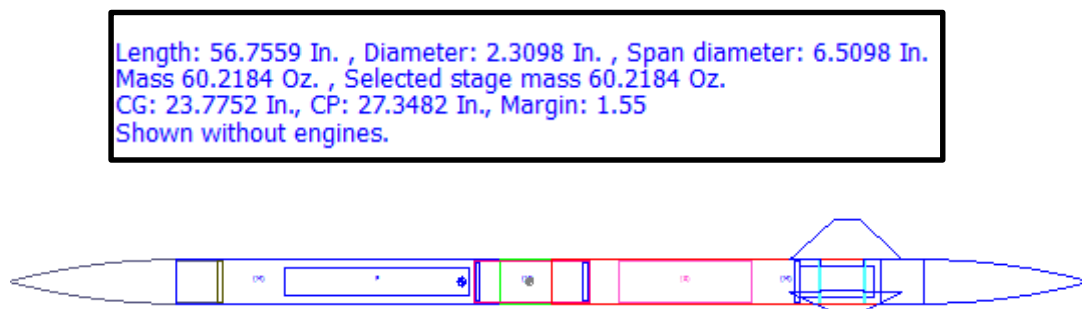 Length: 56.7559 In. , Diameter: 2.3098 In. , Span diameter: 6.5098 In.
Mass 60.2184 Oz. , Selected stage mass 60.2184 Oz.
CG: 23.7752 In., CP: 27.3482 In., Margin: 1.55
Shown without engines.